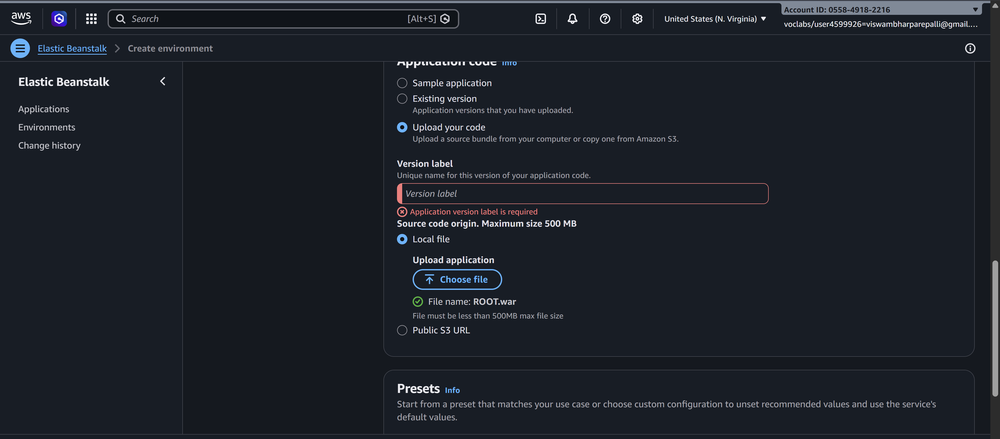 aws
Search
[Alt+S]
United States (N. Virginia)
Account ID: 0558-4918-2216
voclabs/user4599926=viswambharparepalli@gmail....
Elastic Beanstalk
Create environment
Elastic Beanstalk
Applications
Environments
Change history
Application code Info
Sample application
Existing version
Application versions that you have uploaded.
Upload your code
Upload a source bundle from your computer or copy one from Amazon S3.
Version label
Unique name for this version of your application code.
Version label
Application version label is required
Source code origin. Maximum size 500 MB
Local file
Upload application
Choose file
File name: ROOT.war
File must be less than 500MB max file size
Public S3 URL
Presets Info
Start from a preset that matches your use case or choose custom configuration to unset recommended values and use the service's
default values.